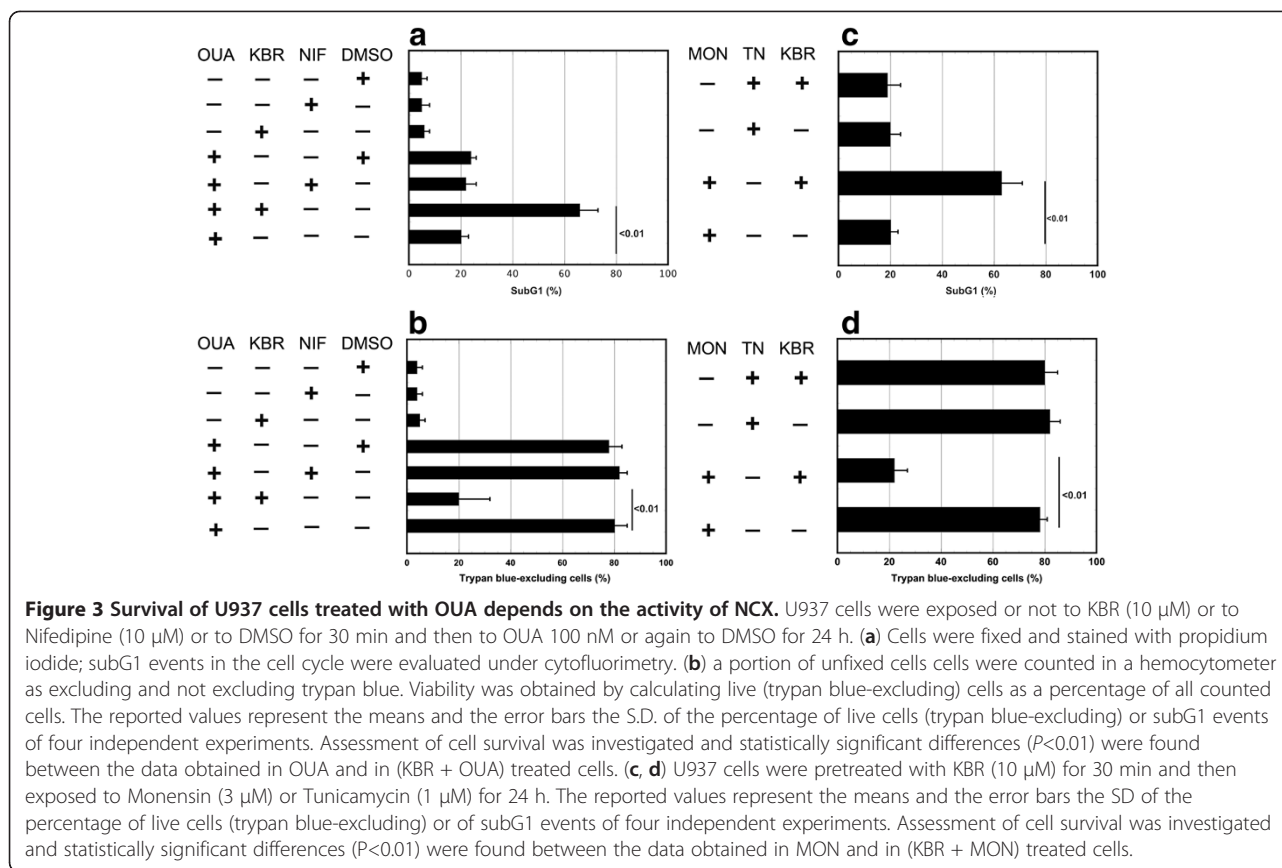 a
OUA KBR NIF DMSO
— — — +
— — + —
— + — —
+ — — +
+ — + —
+ + — —
+ — — —
<0.01
0 20 40 60 80 100
SubG1 (%)
c
MON TN KBR
— + +
— + —
+ — +
+ — —
<0.01
0 20 40 60 80 100
SubG1 (%)
b
OUA KBR NIF DMSO
— — — +
— — + —
— + — —
+ — — +
+ — + —
+ + — —
+ — — —
<0.01
0 20 40 60 80 100
Trypan blue-excluding cells (%)
d
MON TN KBR
— + +
— + —
+ — +
+ — —
<0.01
0 20 40 60 80 100
Trypan blue-excluding cells (%)
Figure 3 Survival of U937 cells treated with OUA depends on the activity of NCX. U937 cells were exposed or not to KBR (10 μM) or to
Nifedipine (10 μM) or to DMSO for 30 min and then to OUA 100 nM or again to DMSO for 24 h. (a) Cells were fixed and stained with propidium
iodide; subG1 events in the cell cycle were evaluated under cytofluorimetry. (b) a portion of unfixed cells cells were counted in a hemocytometer
as excluding and not excluding trypan blue. Viability was obtained by calculating live (trypan blue-excluding) cells as a percentage of all counted
cells. The reported values represent the means and the error bars the S.D. of the percentage of live cells (trypan blue-excluding) or subG1 events
of four independent experiments. Assessment of cell survival was investigated and statistically significant differences (P<0.01) were found
between the data obtained in OUA and in (KBR + OUA) treated cells. (c, d) U937 cells were pretreated with KBR (10 μM) for 30 min and then
exposed to Monensin (3 μM) or Tunicamycin (1 μM) for 24 h. The reported values represent the means and the error bars the SD of the
percentage of live cells (trypan blue-excluding) or of subG1 events of four independent experiments. Assessment of cell survival was investigated
and statistically significant differences (P<0.01) were found between the data obtained in MON and in (KBR + MON) treated cells.